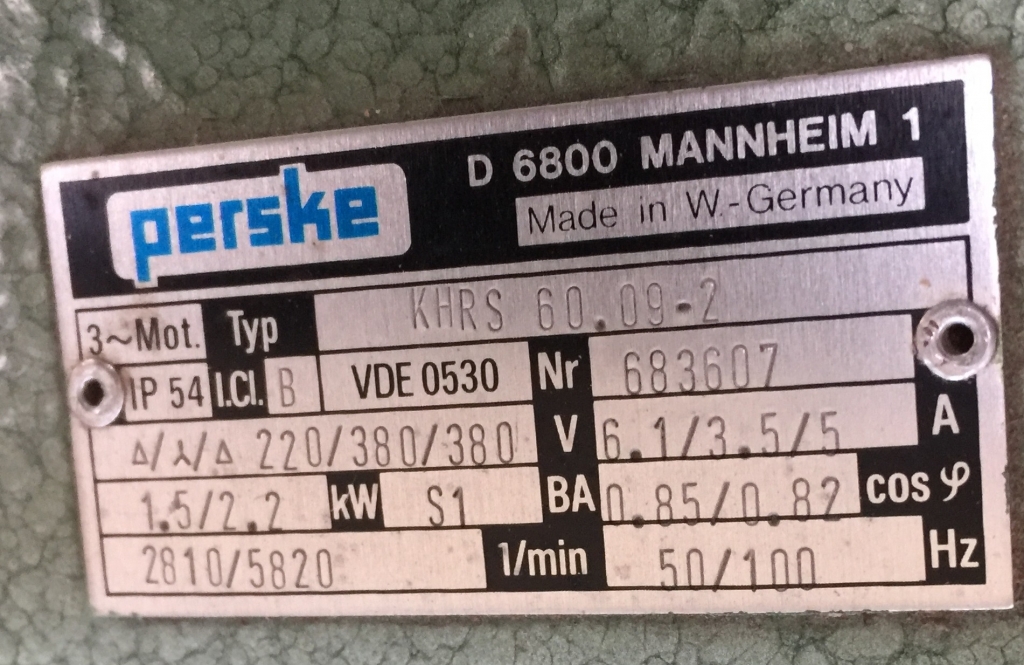 perske
D 6800 MANNHEIM 1
Made in W.-Germany
3~Mot. Typ KHRS 60.09-2
IP 54 I.Cl. B VDE 0530 Nr 683607
Δ/⅄/Δ 220/380/380 V 6.1/3.5/5 A
1.5/2.2 kW S1 BA 0.85/0.82 cos φ
2810/5820 1/min 50/100 Hz